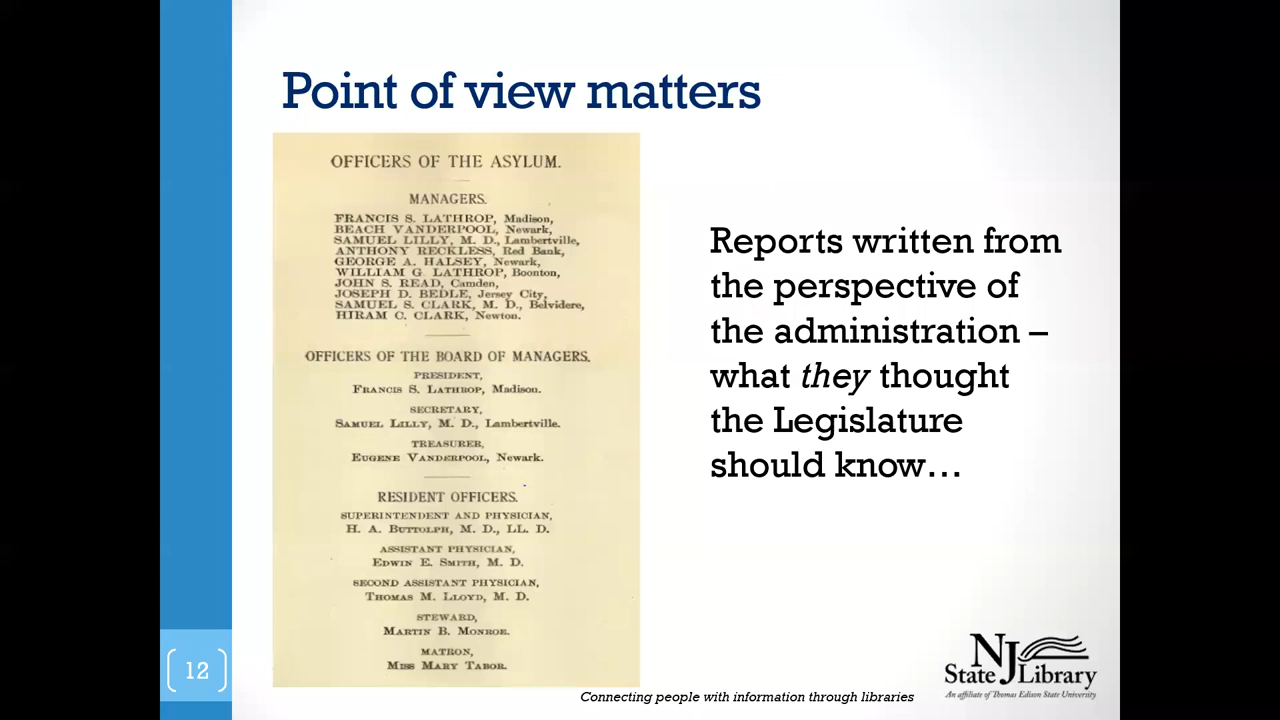 Point of view matters
OFFICERS OF THE ASYLUM.
MANAGERS.
FRANCIS S. LATHROP, Madison,
BEACH VANDERPOOL, Newark,
SAMUEL LILLY, M. D., Lambertville,
ANTHONY RECKLESS, Red Bank,
GEORGE A. HALSEY, Newark,
WILLIAM G. LATHROP, Boonton,
JOHN S. READ, Camden,
JOSEPH D. BEDLE, Jersey City,
SAMUEL S. CLARK, M. D., Belvidere,
HIRAM C. CLARK, Newton.
OFFICERS OF THE BOARD OF MANAGERS.
PRESIDENT,
FRANCIS S. LATHROP, Madison.
SECRETARY,
SAMUEL LILLY, M. D., Lambertville.
TREASURER,
EUGENE VANDERPOOL, Newark.
RESIDENT OFFICERS.
SUPERINTENDENT AND PHYSICIAN,
H. A. BUTTOLPH, M. D., LL. D.
ASSISTANT PHYSICIAN,
EDWIN E. SMITH, M. D.
SECOND ASSISTANT PHYSICIAN,
THOMAS M. LLOYD, M. D.
STEWARD,
MARTIN B. MONROE.
MATRON,
MISS MARY TABOR.
Reports written from
the perspective of
the administration –
what they thought
the Legislature
should know…
12
Connecting people with information through libraries
NJ
State Library
An affiliate of Thomas Edison State University